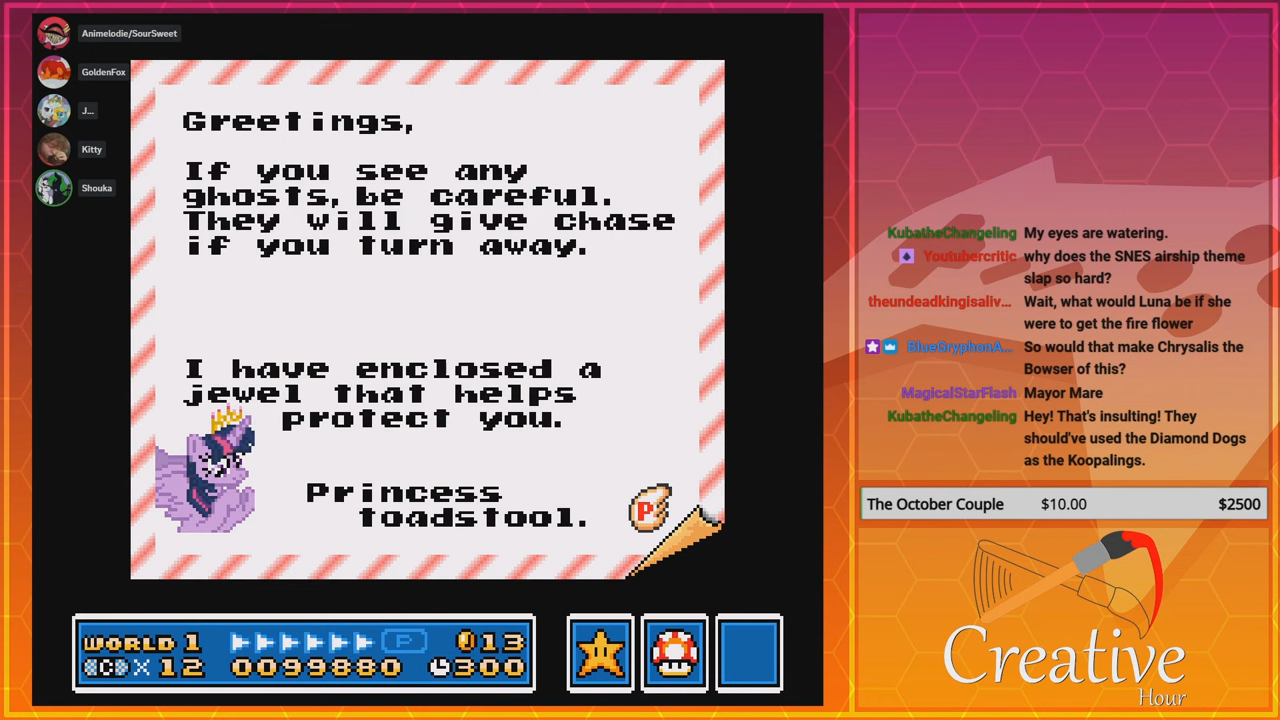 Animelodie/SourSweet
GoldenFox
J...
Kitty
Shouka
Greetings,
If you see any
ghosts, be careful.
They will give chase
if you turn away.
I have enclosed a
jewel that helps
protect you.
Princess
toadstool.
P
WORLD 1 P 13
C X 12 0099880 300
KubatheChangeling My eyes are watering.
Youtubercritic why does the SNES airship theme
slap so hard?
theundeadkingisaliv... Wait, what would Luna be if she
were to get the fire flower
BlueGryphonA... So would that make Chrysalis the
Bowser of this?
MagicalStarFlash Mayor Mare
KubatheChangeling Hey! That's insulting! They
should've used the Diamond Dogs
as the Koopalings.
The October Couple $10.00 $2500
Creative
Hour